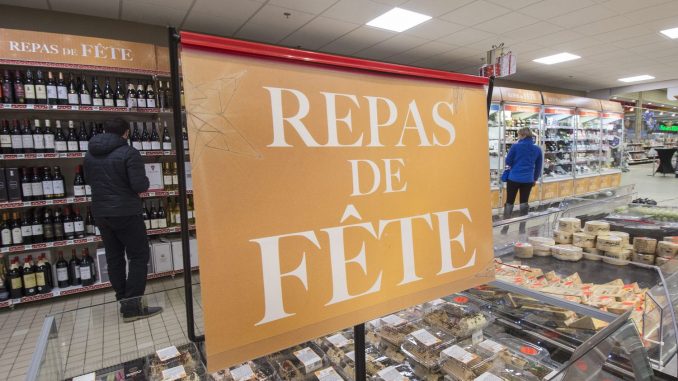 REPAS DE FÊTE
REPAS
DE
FÊTE